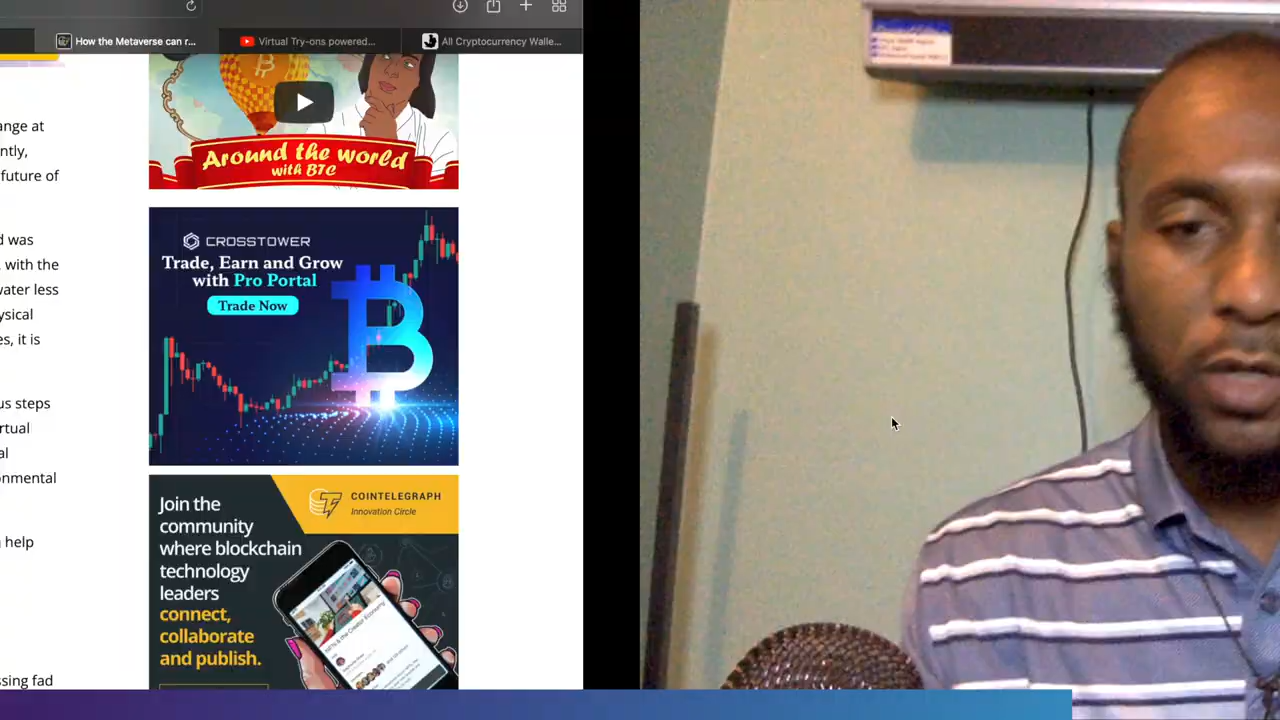 How the Metaverse can r...
Virtual Try-ons powered...
All Cryptocurrency Walle...
ange at
ntly,
future of
d was
, with the
vater less
ysical
es, it is
us steps
rtual
al
onmental
help
sing fad
Around the world
with BTC
CROSSTOWER
Trade, Earn and Grow
with Pro Portal
Trade Now
COINTELEGRAPH
Innovation Circle
Join the
community
where blockchain
technology
leaders
connect,
collaborate
and publish.